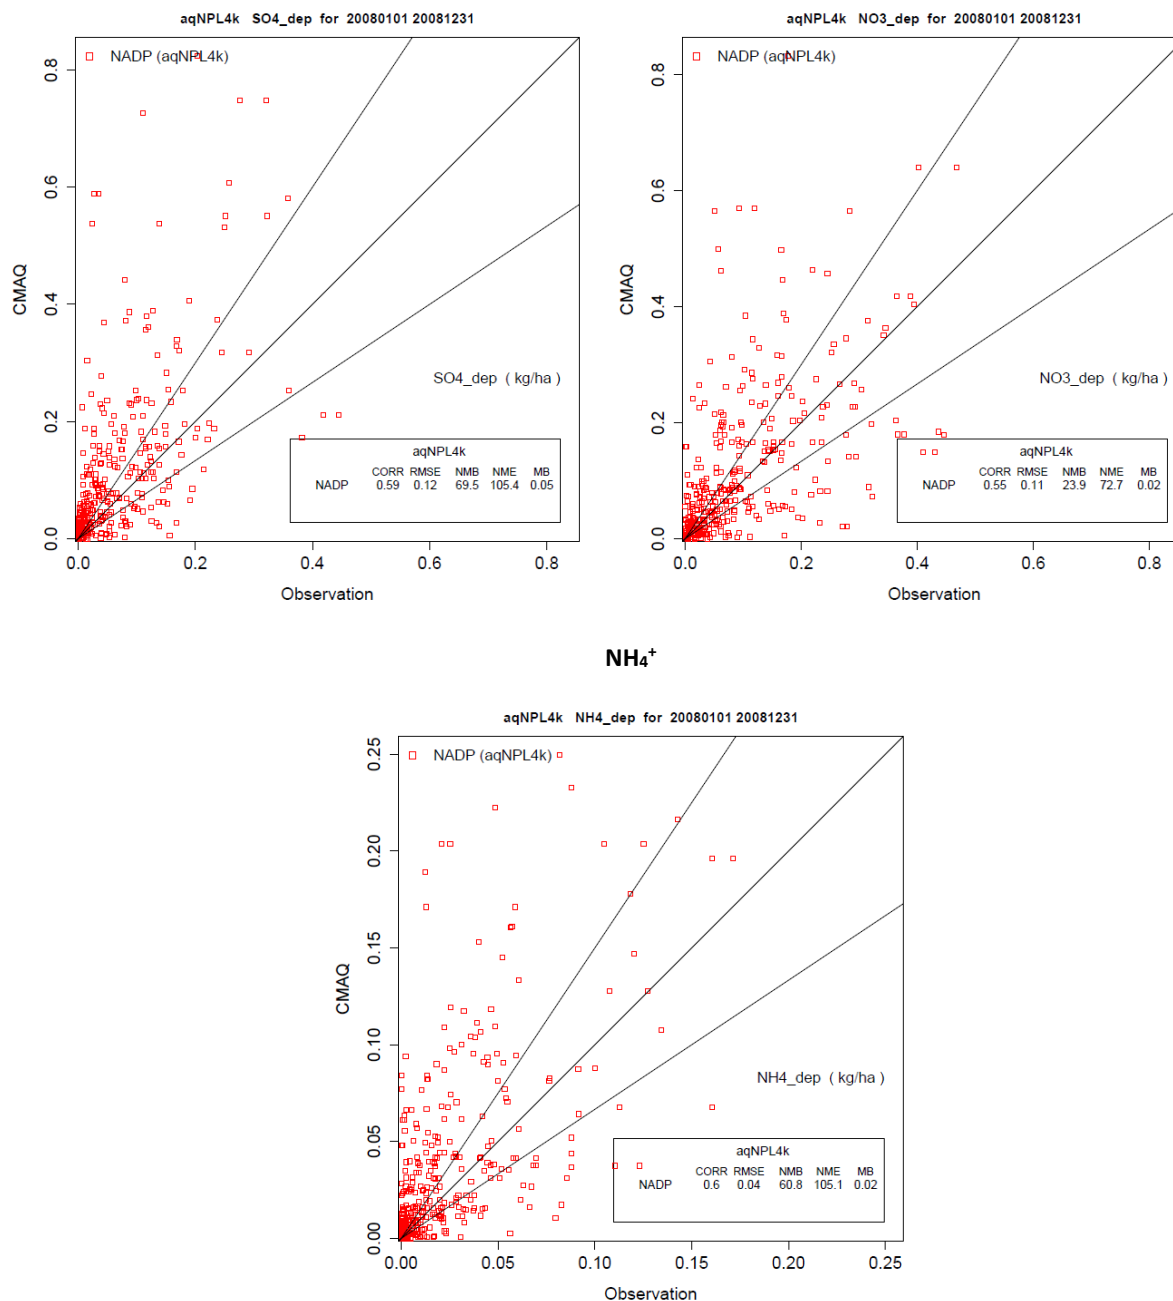 aqNPL4k SO4_dep for 20080101 20081231
NADP (aqNPL4k)
CMAQ
0.0 0.2 0.4 0.6 0.8
SO4_dep ( kg/ha )
aqNPL4k
CORR RMSE NMB NME MB
NADP 0.59 0.12 69.5 105.4 0.05
0.0 0.2 0.4 0.6 0.8
Observation
aqNPL4k NO3_dep for 20080101 20081231
NADP (aqNPL4k)
CMAQ
0.0 0.2 0.4 0.6 0.8
NO3_dep ( kg/ha )
aqNPL4k
CORR RMSE NMB NME MB
NADP 0.55 0.11 23.9 72.7 0.02
0.0 0.2 0.4 0.6 0.8
Observation
NH₄⁺
aqNPL4k NH4_dep for 20080101 20081231
NADP (aqNPL4k)
CMAQ
0.00 0.05 0.10 0.15 0.20 0.25
NH4_dep ( kg/ha )
aqNPL4k
CORR RMSE NMB NME MB
NADP 0.6 0.04 60.8 105.1 0.02
0.00 0.05 0.10 0.15 0.20 0.25
Observation